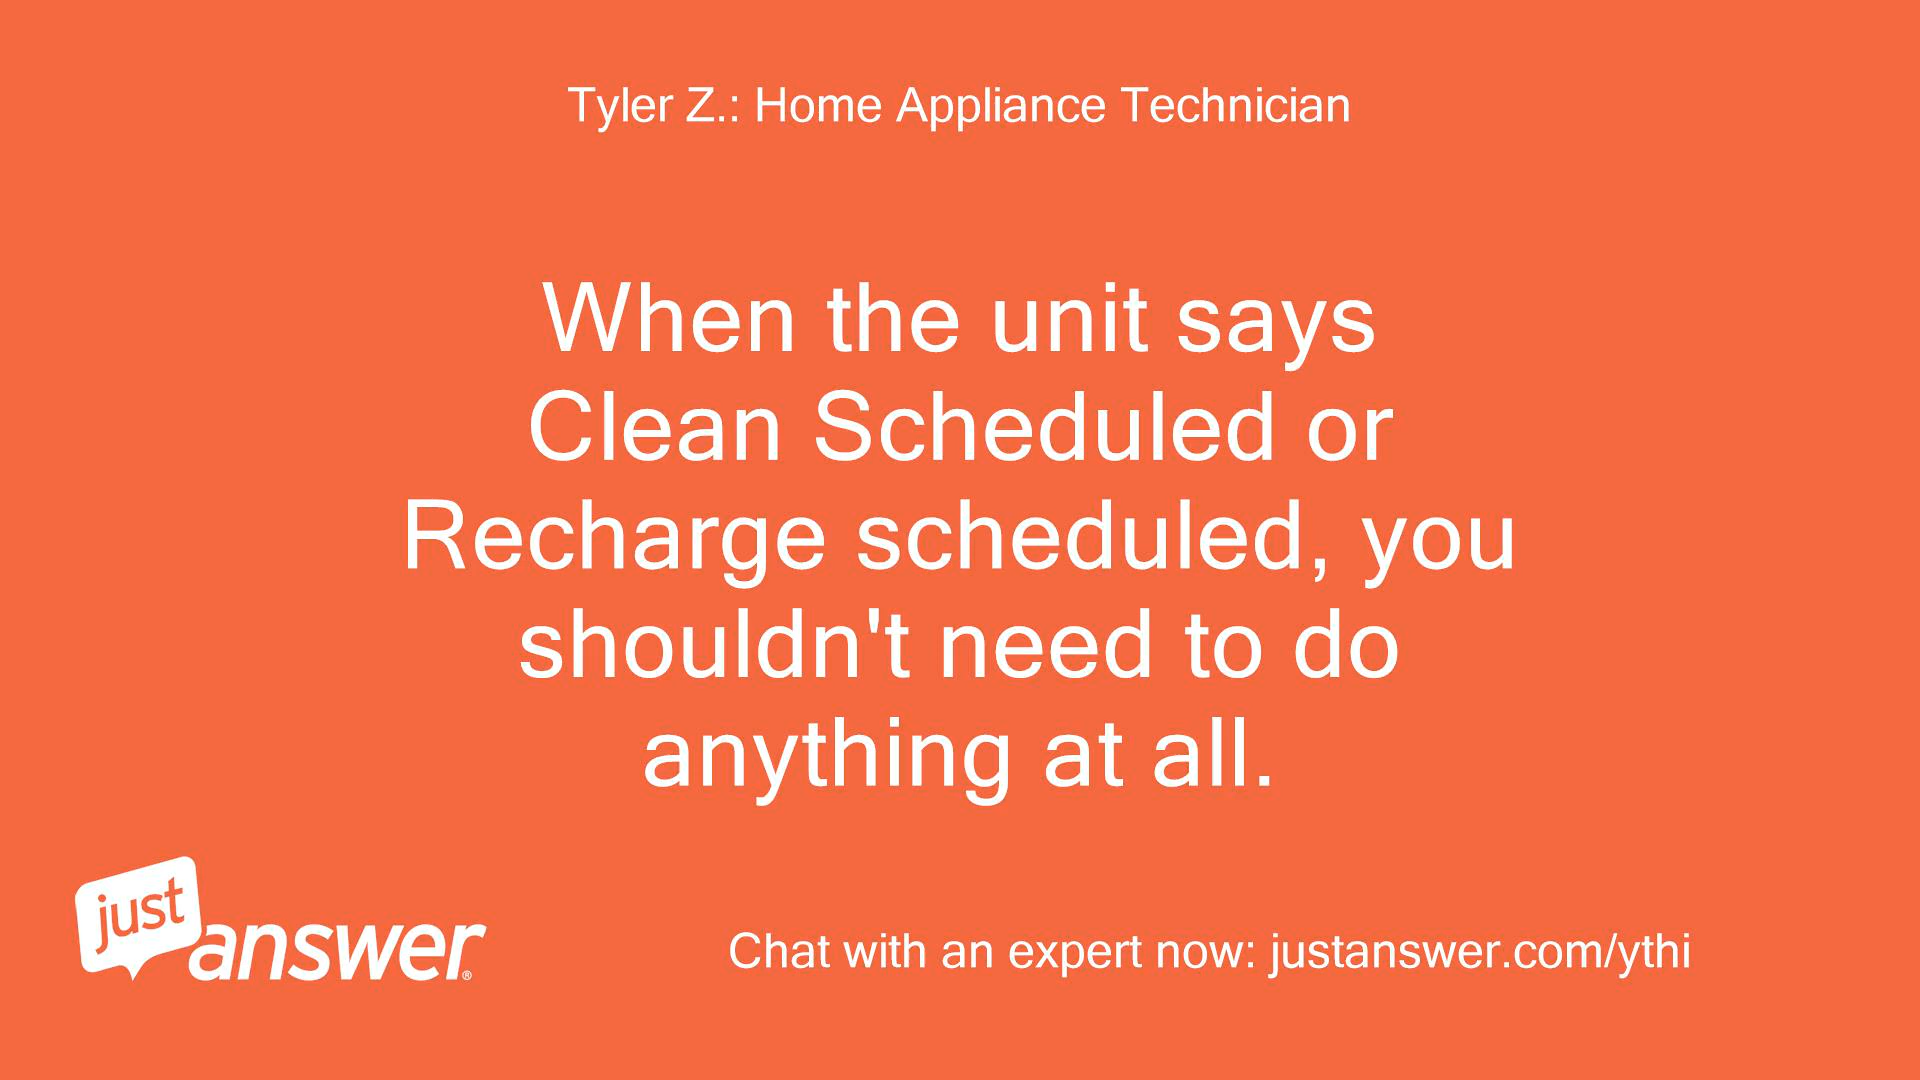 Tyler Z.: Home Appliance Technician
When the unit says
Clean Scheduled or
Recharge scheduled, you
shouldn't need to do
anything at all.
just
answer®
Chat with an expert now: justanswer.com/ythi